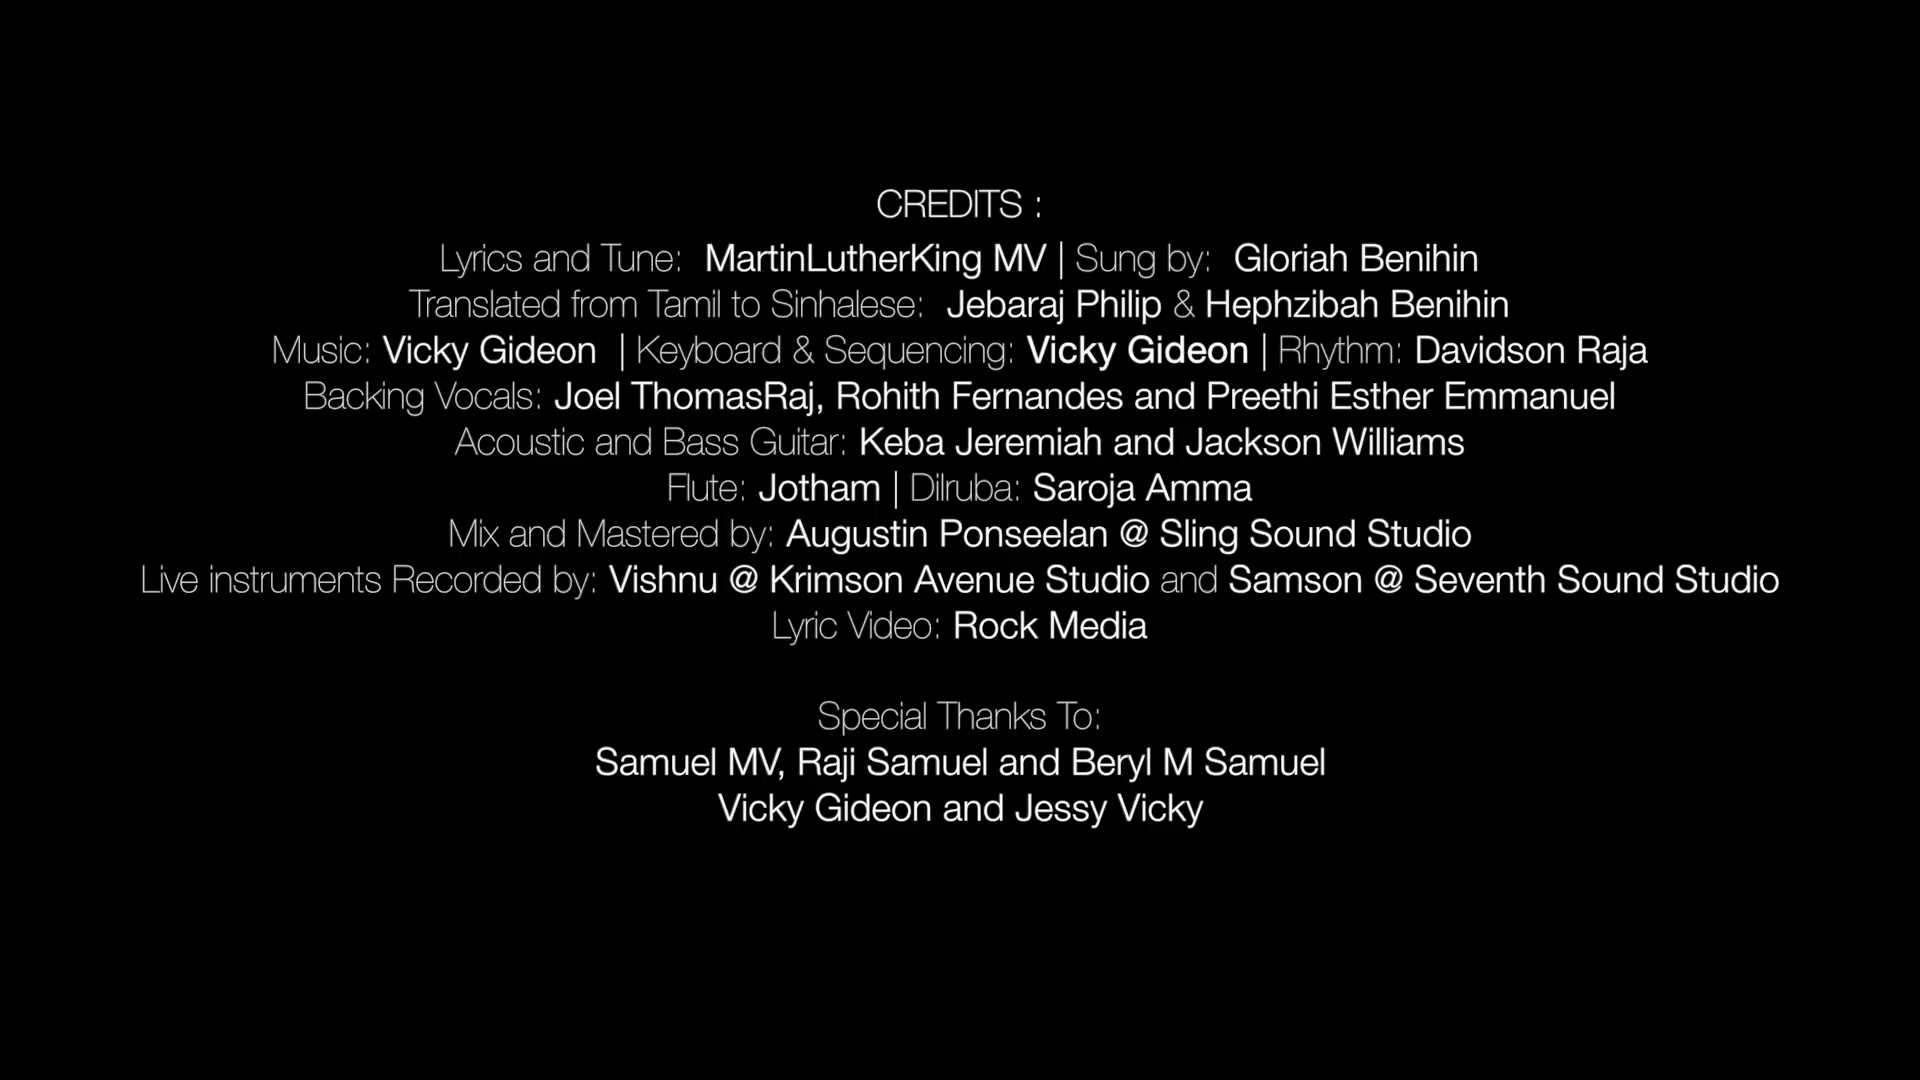 CREDITS :
Lyrics and Tune: MartinLutherKing MV | Sung by: Gloriah Benihin
Translated from Tamil to Sinhalese: Jebaraj Philip & Hephzibah Benihin
Music: Vicky Gideon | Keyboard & Sequencing: Vicky Gideon | Rhythm: Davidson Raja
Backing Vocals: Joel ThomasRaj, Rohith Fernandes and Preethi Esther Emmanuel
Acoustic and Bass Guitar: Keba Jeremiah and Jackson Williams
Flute: Jotham | Dilruba: Saroja Amma
Mix and Mastered by: Augustin Ponseelan @ Sling Sound Studio
Live instruments Recorded by: Vishnu @ Krimson Avenue Studio and Samson @ Seventh Sound Studio
Lyric Video: Rock Media
Special Thanks To:
Samuel MV, Raji Samuel and Beryl M Samuel
Vicky Gideon and Jessy Vicky